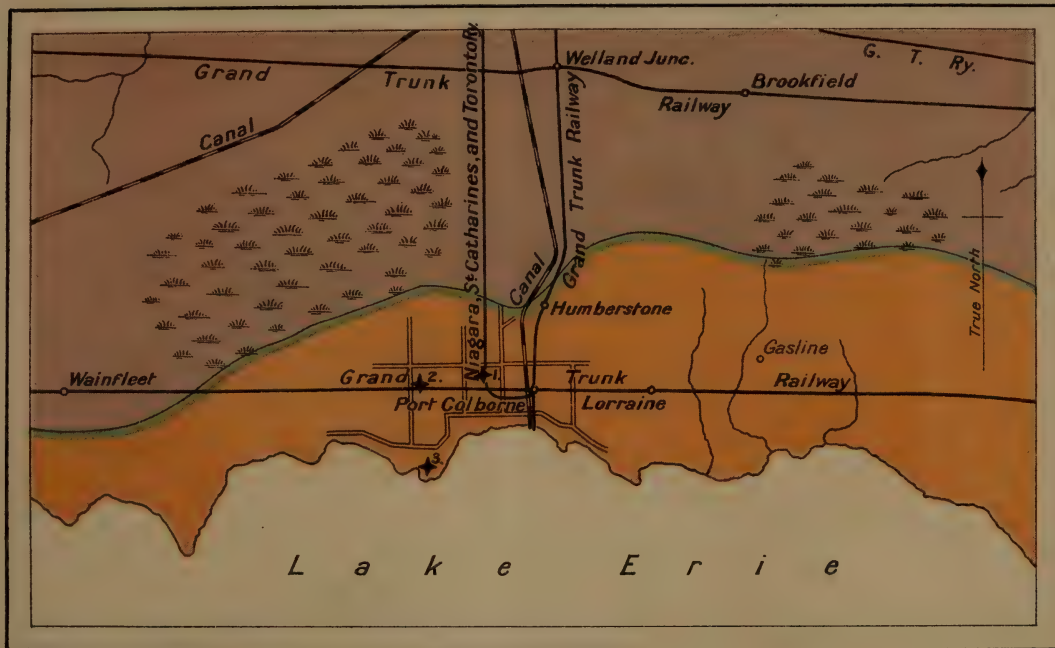 Niagara, St. Catharines, and Toronto Ry.
G. T. Ry.
Welland Junc.
Grand Trunk Railway
Brookfield
Canal
Grand Trunk Railway
Canal
True North
Humberstone
Gasline
Wainfleet
Grand Trunk Railway
2.
1.
Port Colborne
Lorraine
3.
Lake Erie